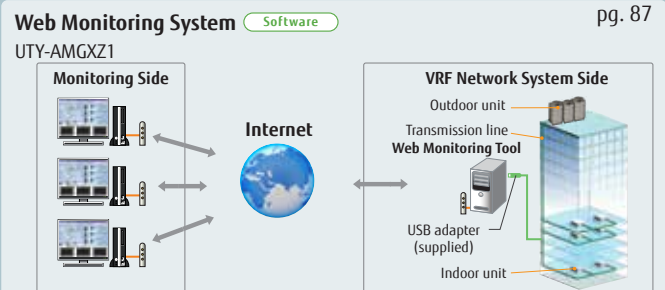 Web Monitoring System Software
pg. 87
UTY-AMGXZ1
Monitoring Side
Internet
VRF Network System Side
Outdoor unit
Transmission line
Web Monitoring Tool
USB adapter
(supplied)
Indoor unit